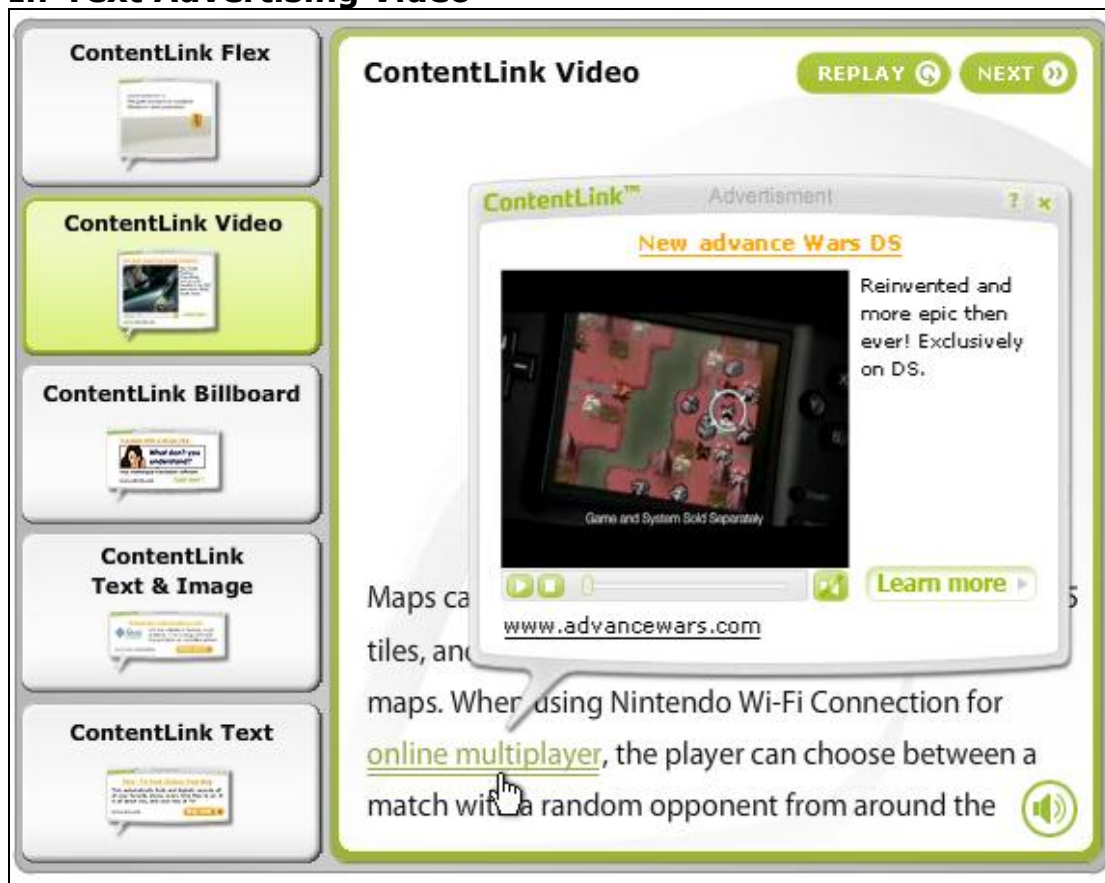 In-Text Advertising Video
ContentLink Flex
ContentLink Video
What don't you
understand?
ContentLink Billboard
ContentLink
Text & Image
ContentLink Text
ContentLink Video
REPLAY
NEXT
ContentLink™
Advertisment
?
x
New advance Wars DS
Game and System Sold Separately
Reinvented and
more epic then
ever! Exclusively
on DS.
Learn more
www.advancewars.com
Maps ca 5
tiles, and
maps. When using Nintendo Wi-Fi Connection for
online multiplayer, the player can choose between a
match with a random opponent from around the